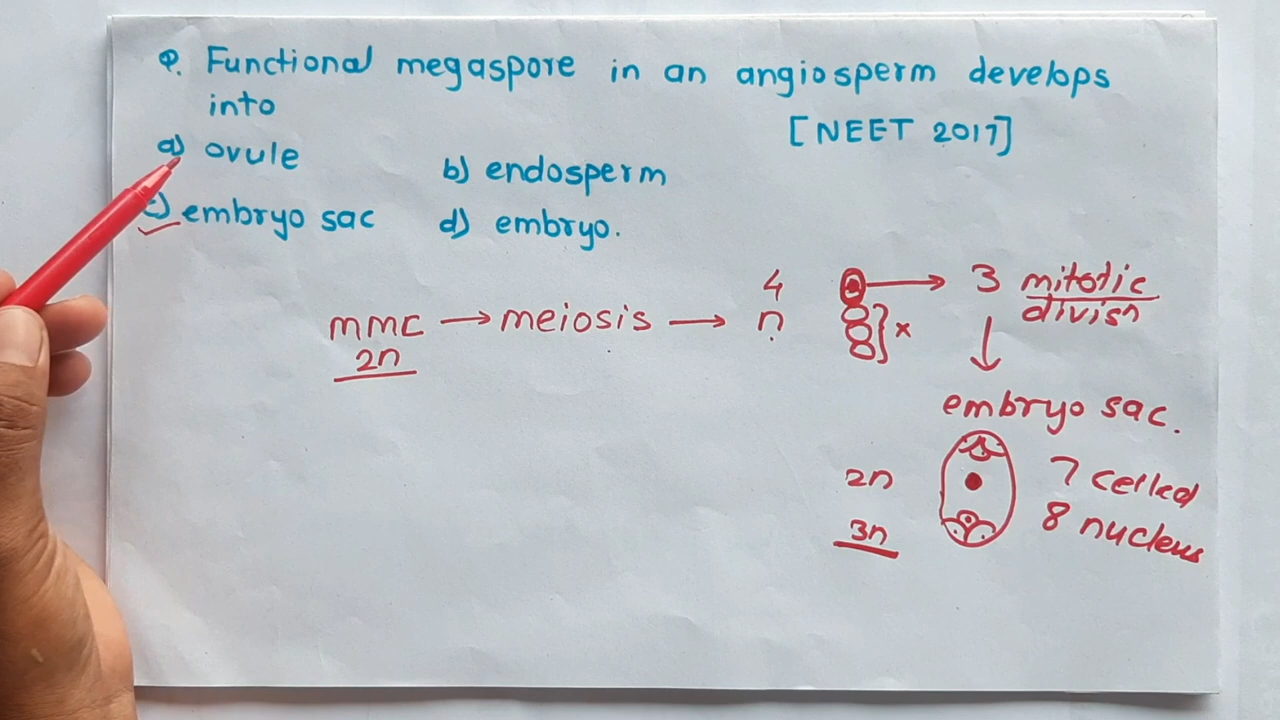 Q. Functional megaspore in an angiosperm develops
into
[NEET 2017]
a) ovule b) endosperm
c) embryo sac d) embryo.
MMC → meiosis → 4 n → 3 mitotic divisn
2n x
embryo sac.
2n 7 celled
3n 8 nucleus